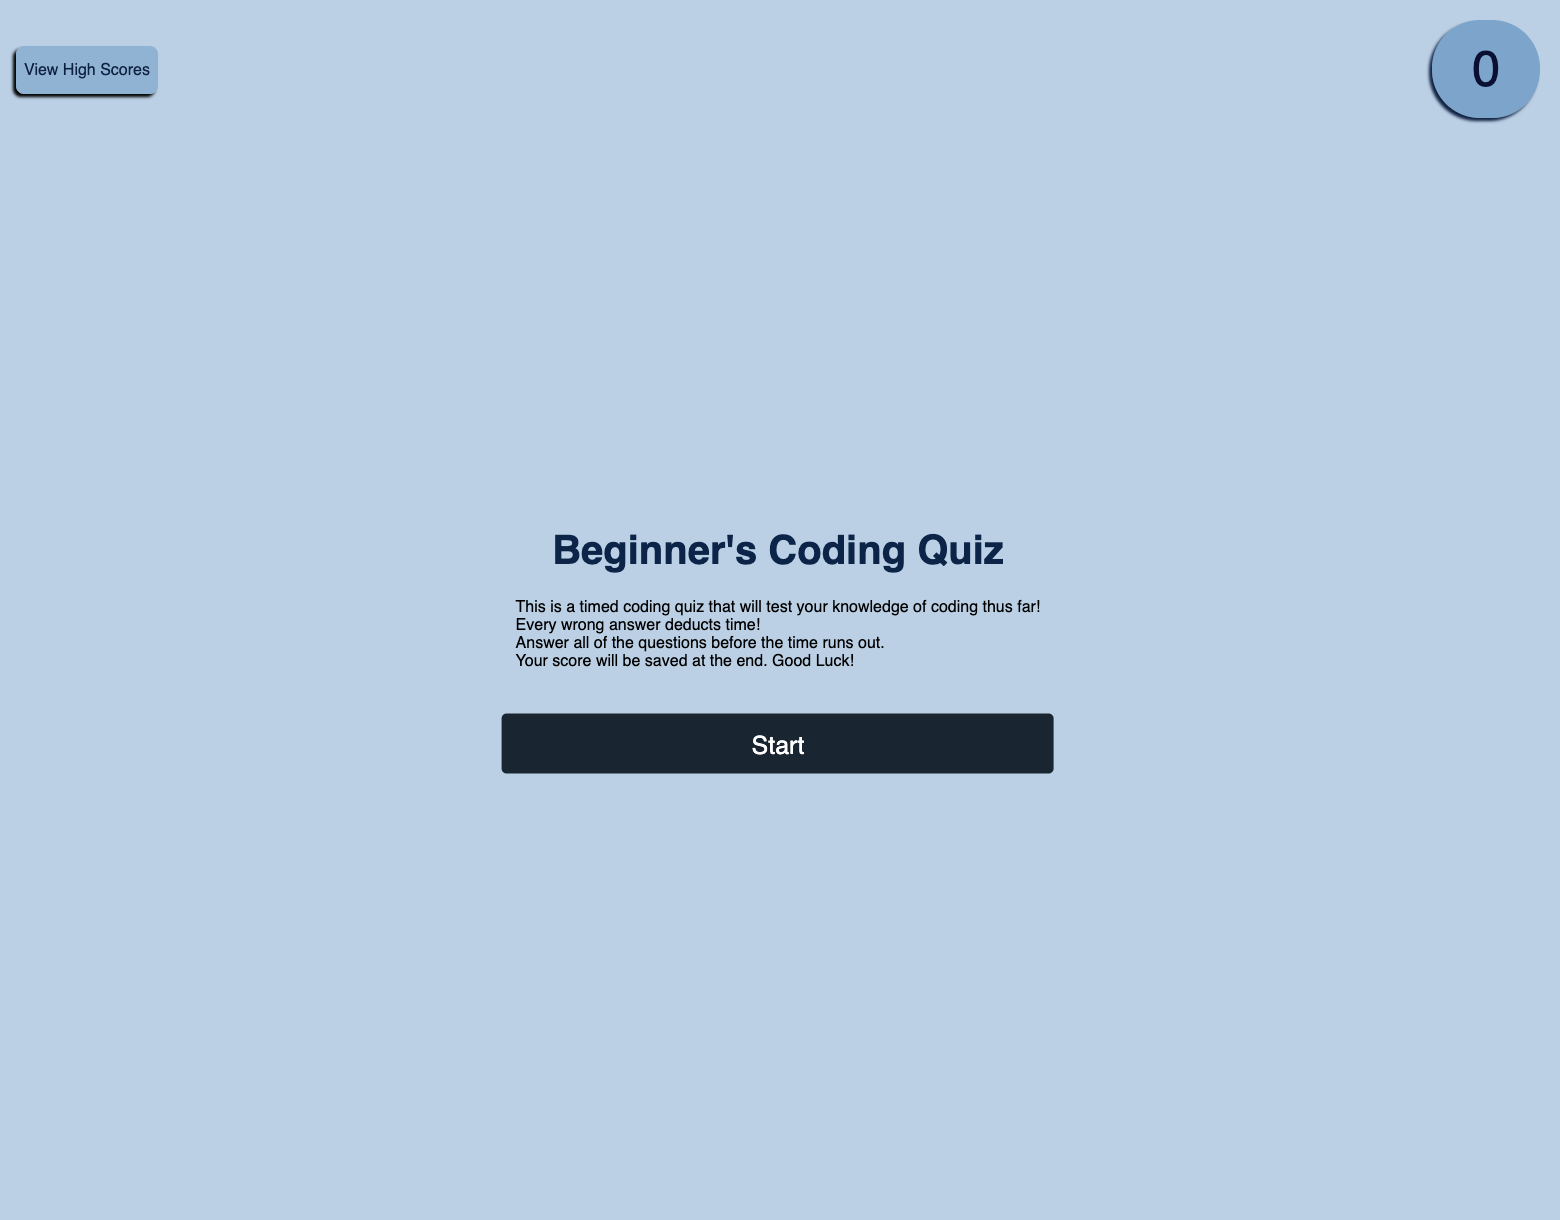 View High Scores
0
Beginner's Coding Quiz
This is a timed coding quiz that will test your knowledge of coding thus far!
Every wrong answer deducts time!
Answer all of the questions before the time runs out.
Your score will be saved at the end. Good Luck!
Start